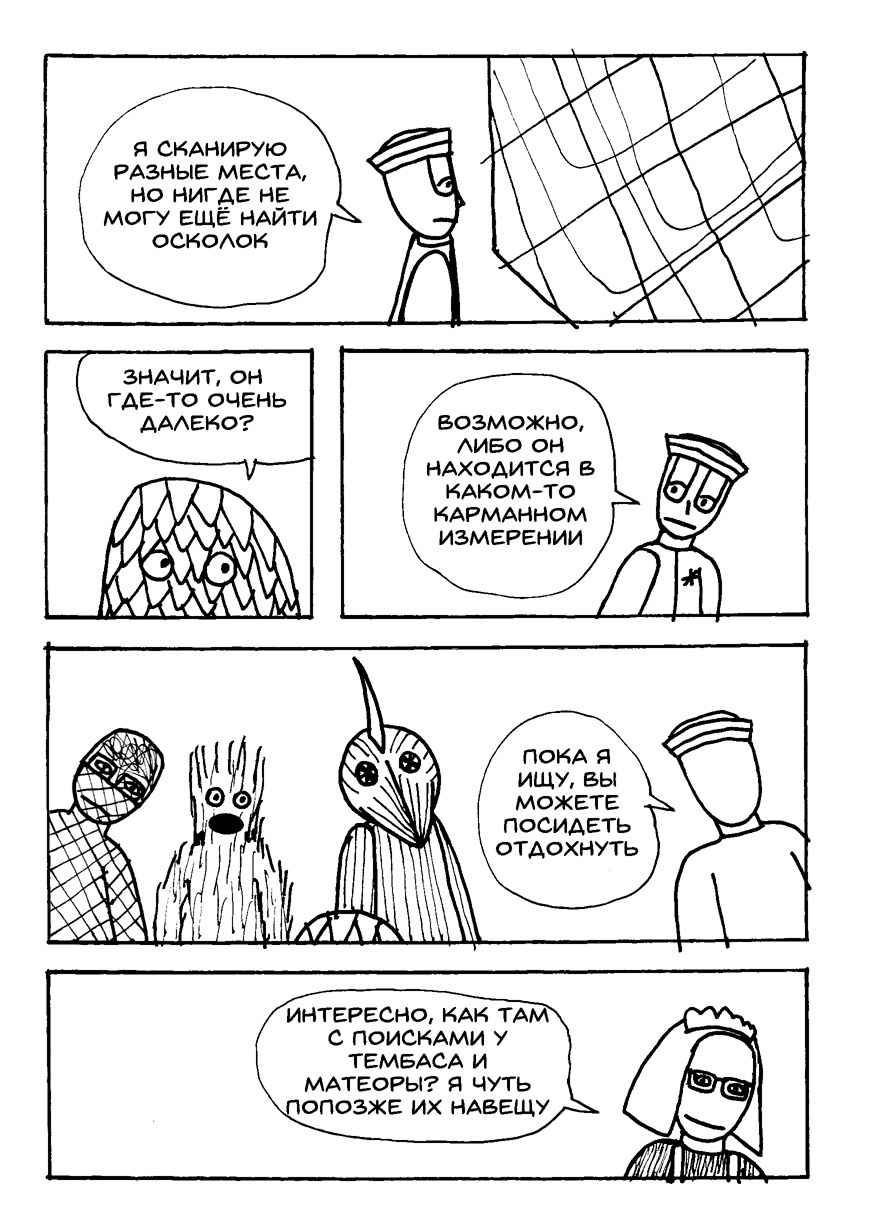 Я СКАНИРУЮ
РАЗНЫЕ МЕСТА,
НО НИГДЕ НЕ
МОГУ ЕЩЁ НАЙТИ
ОСКОЛОК
ЗНАЧИТ, ОН
ГДЕ-ТО ОЧЕНЬ
ДАЛЕКО?
ВОЗМОЖНО,
ЛИБО ОН
НАХОДИТСЯ В
КАКОМ-ТО
КАРМАННОМ
ИЗМЕРЕНИИ
ПОКА Я
ИЩУ, ВЫ
МОЖЕТЕ
ПОСИДЕТЬ
ОТДОХНУТЬ
ИНТЕРЕСНО, КАК ТАМ
С ПОИСКАМИ У
ТЕМБАСА И
МАТЕОРЫ? Я ЧУТЬ
ПОПОЗЖЕ ИХ НАВЕЩУ